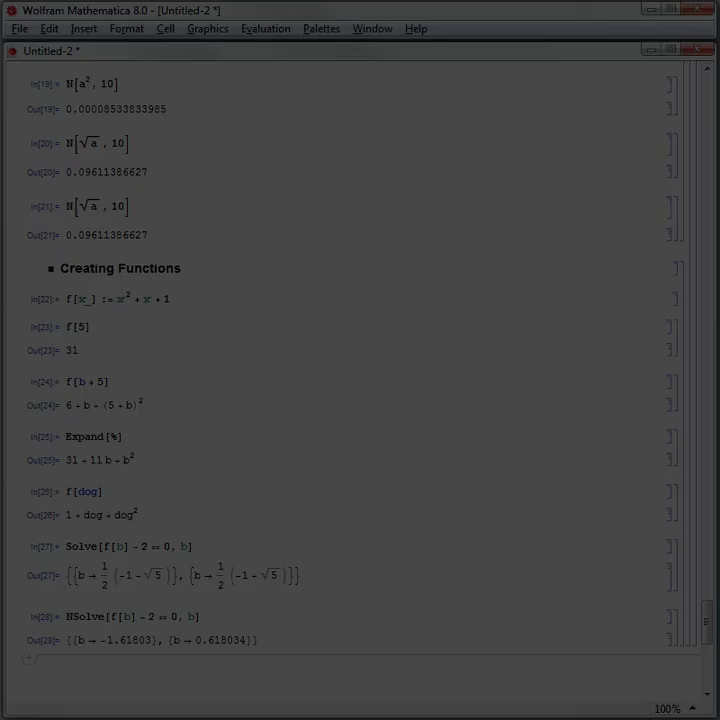 Wolfram Mathematica 8.0 - [Untitled-2 *]
File Edit Insert Format Cell Graphics Evaluation Palettes Window Help
Untitled-2 *
In[19]:= N[a², 10]
Out[19]= 0.00008533833985
In[20]:= N[√a, 10]
Out[20]= 0.09611386627
In[21]:= N[√a, 10]
Out[21]= 0.09611386627
■ Creating Functions
In[22]:= f[x_] := x² + x + 1
In[23]:= f[5]
Out[23]= 31
In[24]:= f[b + 5]
Out[24]= 6 + b + (5 + b)²
In[25]:= Expand[%]
Out[25]= 31 + 11 b + b²
In[26]:= f[dog]
Out[26]= 1 + dog + dog²
In[27]:= Solve[f[b] - 2 == 0, b]
Out[27]= {{b → 1/2 (-1 - √5)}, {b → 1/2 (-1 + √5)}}
In[28]:= NSolve[f[b] - 2 == 0, b]
Out[28]= {{b → -1.61803}, {b → 0.618034}}
100%